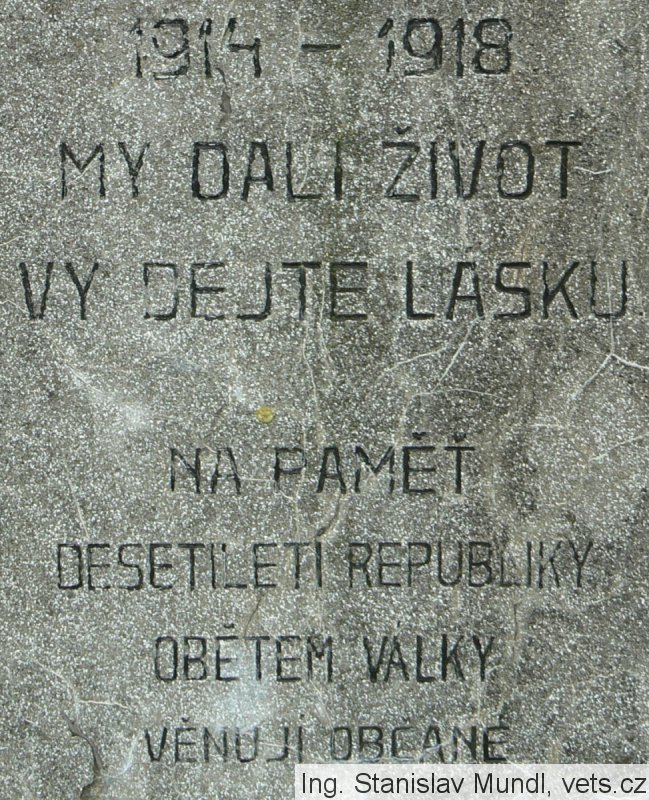 1914 – 1918
MY DALI ŽIVOT
VY DEJTE LÁSKU.
NA PAMĚŤ
DESETILETÍ REPUBLIKY
OBĚTEM VÁLKY
VĚNUJÍ OBČANÉ
Ing. Stanislav Mundl, vets.cz